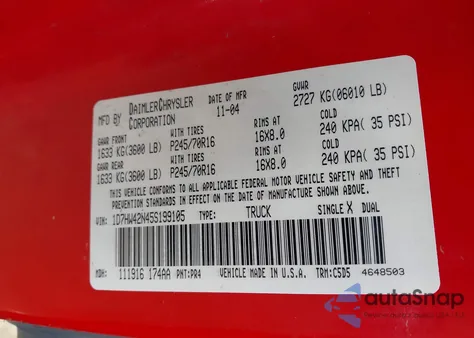 MFD BY DAIMLERCHRYSLER CORPORATION DATE OF MFR 11-04 GVWR 2727 KG(06010 LB)
GAWR FRONT WITH TIRES RIMS AT COLD
1633 KG(3600 LB) P245/70R16 16X8.0 240 KPA( 35 PSI)
GAWR REAR WITH TIRES RIMS AT COLD
1633 KG(3600 LB) P245/70R16 16X8.0 240 KPA( 35 PSI)
THIS VEHICLE CONFORMS TO ALL APPLICABLE FEDERAL MOTOR VEHICLE SAFETY AND THEFT
PREVENTION STANDARDS IN EFFECT ON THE DATE OF MANUFACTURE SHOWN ABOVE.
VIN: 1D7HW42N45S199105 TYPE: TRUCK SINGLE X DUAL
MDH: 111916 174AA PNT:PR4 VEHICLE MADE IN U.S.A. TRM:CSD5 4648503
autoSnap